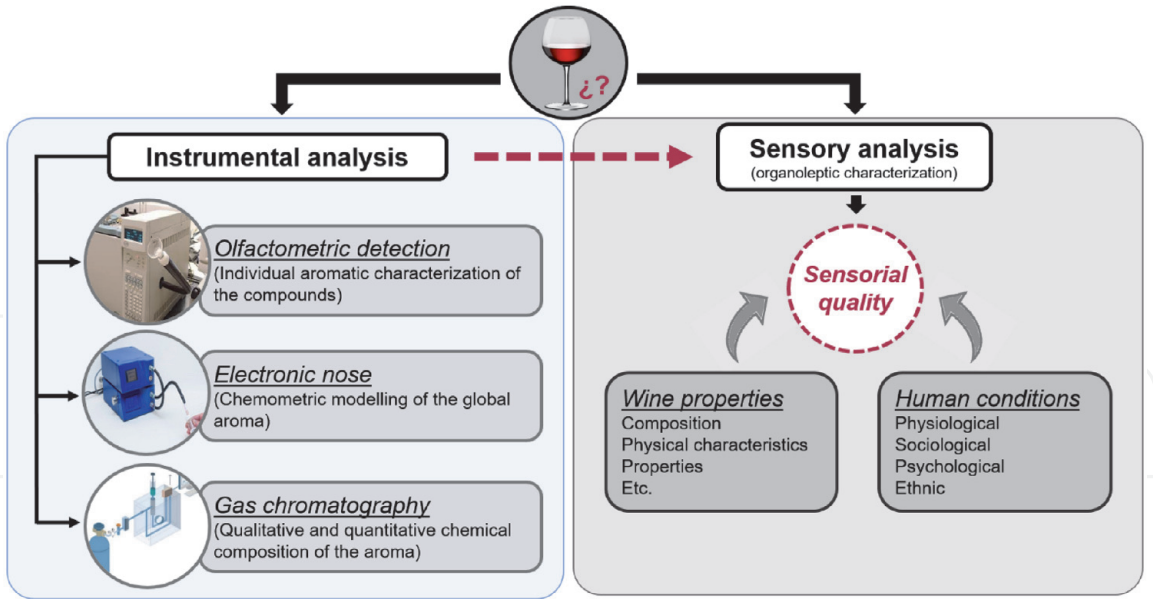 ¿?
Instrumental analysis
Olfactometric detection
(Individual aromatic characterization of
the compounds)
Electronic nose
(Chemometric modelling of the global
aroma)
Gas chromatography
(Qualitative and quantitative chemical
composition of the aroma)
Sensory analysis
(organoleptic characterization)
Sensorial
quality
Wine properties
Composition
Physical characteristics
Properties
Etc.
Human conditions
Physiological
Sociological
Psychological
Ethnic